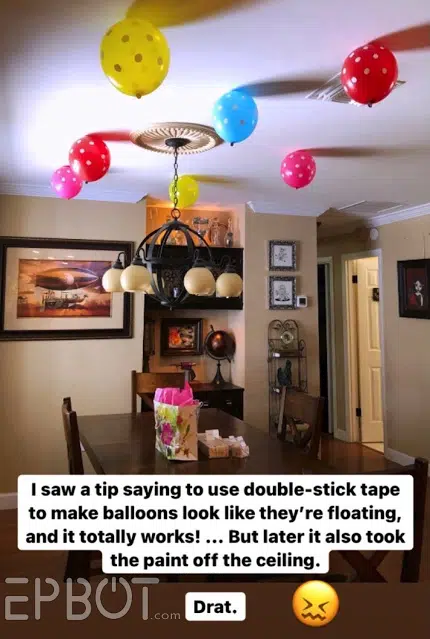 I saw a tip saying to use double-stick tape
to make balloons look like they're floating,
and it totally works! ... But later it also took
the paint off the ceiling.
EPBOT.com
Drat.